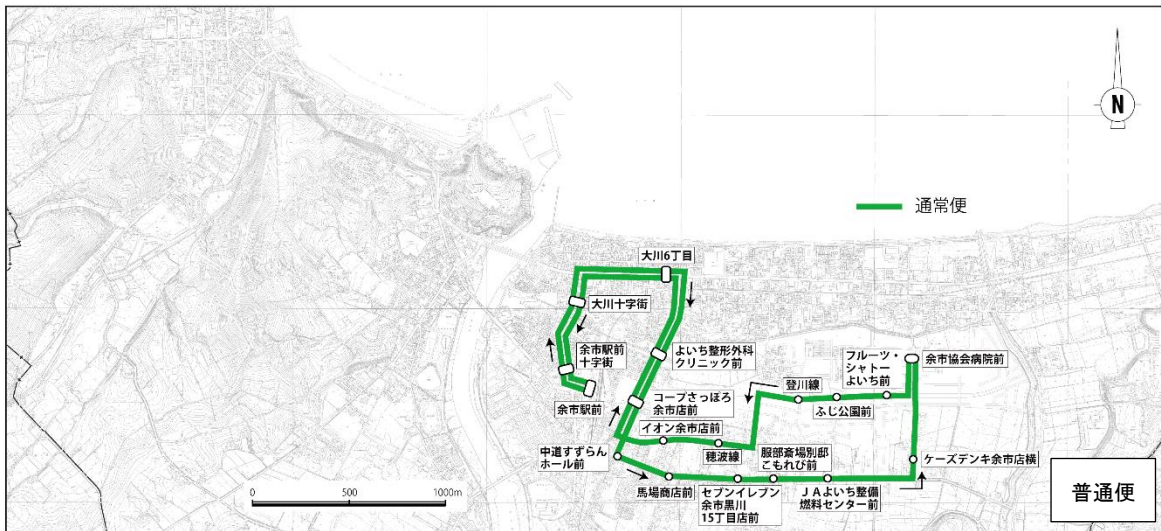 N
通常便
大川6丁目
大川十字街
余市駅前
十字街
よいち整形外科
クリニック前
フルーツ・
シャトー
よいち前
余市協会病院前
登川線
ふじ公園前
余市駅前
コープさっぽろ
余市店前
イオン余市店前
穂波線
中道すずらん
ホール前
服部斎場別邸
こもれび前
ケーズデンキ余市店横
馬場商店前
セブンイレブン
余市黒川
15丁目店前
JAよいち整備
燃料センター前
0
500
1000m
普通便